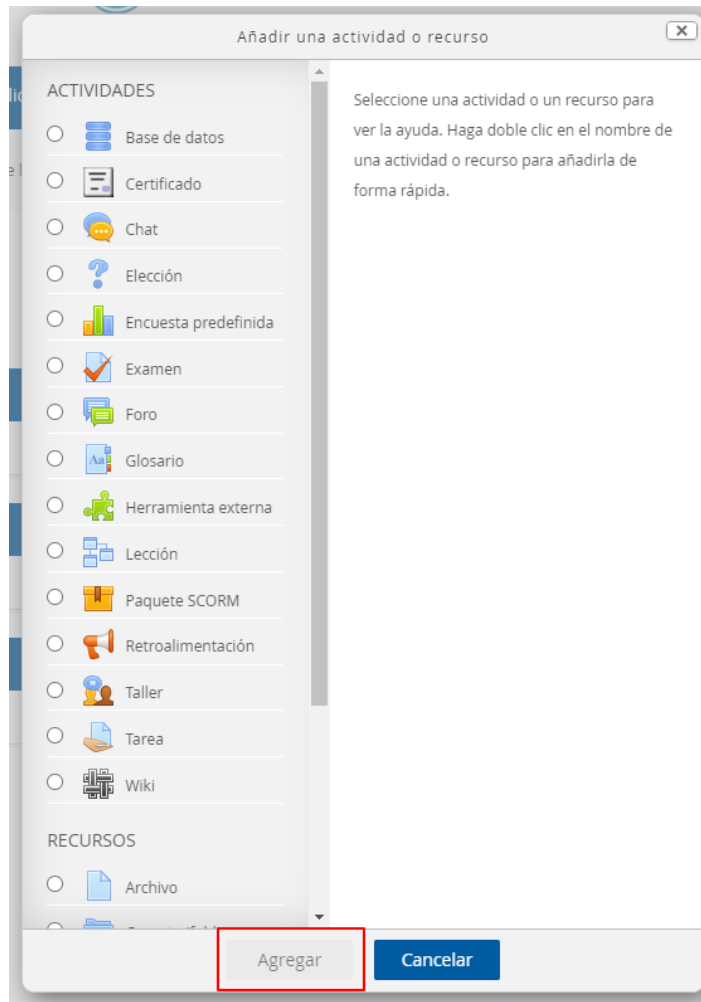 Añadir una actividad o recurso
ACTIVIDADES
Base de datos
Certificado
Chat
Elección
Encuesta predefinida
Examen
Foro
Glosario
Herramienta externa
Lección
Paquete SCORM
Retroalimentación
Taller
Tarea
Wiki
RECURSOS
Archivo
Seleccione una actividad o un recurso para
ver la ayuda. Haga doble clic en el nombre de
una actividad o recurso para añadirla de
forma rápida.
Agregar
Cancelar